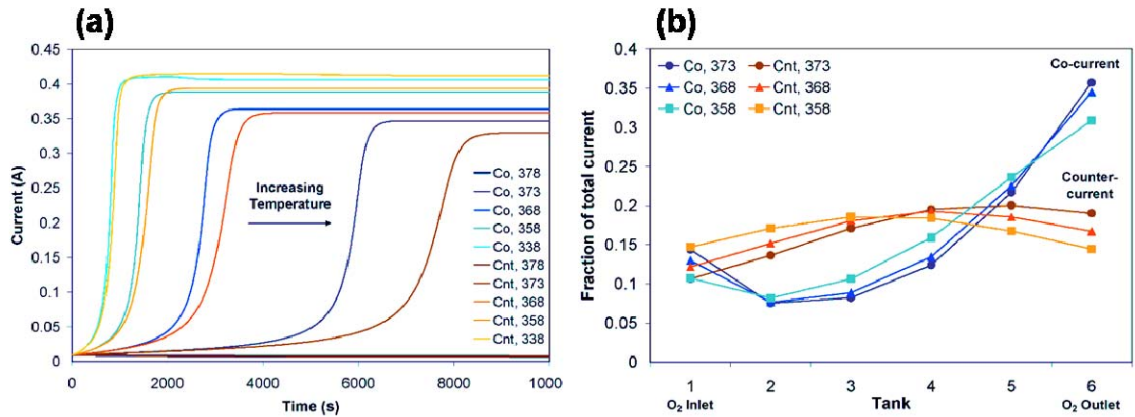 (a)
0.45
0.4
0.35
0.3
0.25
0.2
0.15
0.1
0.05
0
Current (A)
Increasing
Temperature
Co, 378
Co, 373
Co, 368
Co, 358
Co, 338
Cnt, 378
Cnt, 373
Cnt, 368
Cnt, 358
Cnt, 338
0 2000 4000 6000 8000 1000
Time (s)
(b)
0.4
0.35
0.3
0.25
0.2
0.15
0.1
0.05
0
Fraction of total current
Co, 373 Cnt, 373
Co, 368 Cnt, 368
Co, 358 Cnt, 358
Co-current
Counter-
current
1 2 3 4 5 6
O₂ Inlet Tank O₂ Outlet